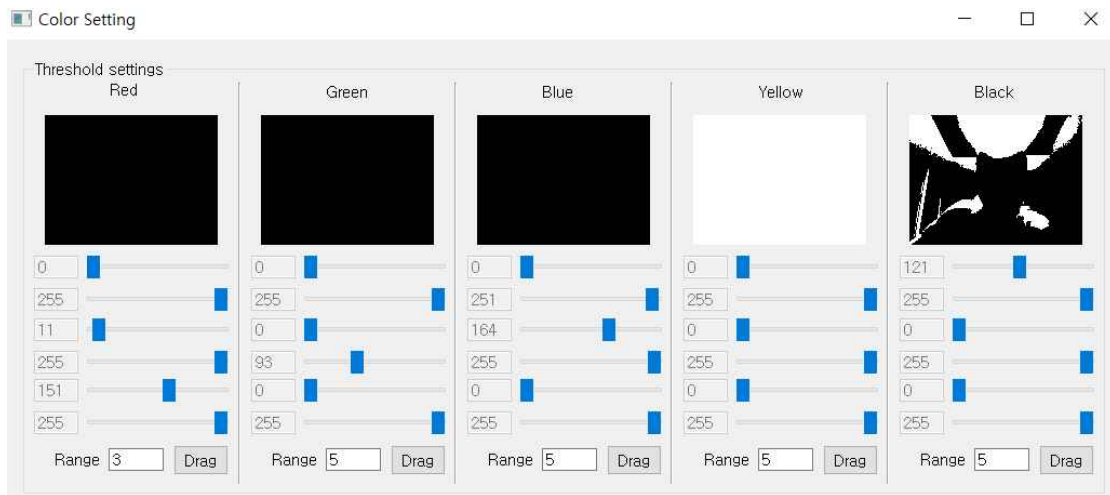 Color Setting
Threshold settings
Red Green Blue Yellow Black
0 0 0 0 121
255 255 251 255 255
11 0 164 0 0
255 93 255 255 255
151 0 0 0 0
255 255 255 255 255
Range 3 Drag Range 5 Drag Range 5 Drag Range 5 Drag Range 5 Drag